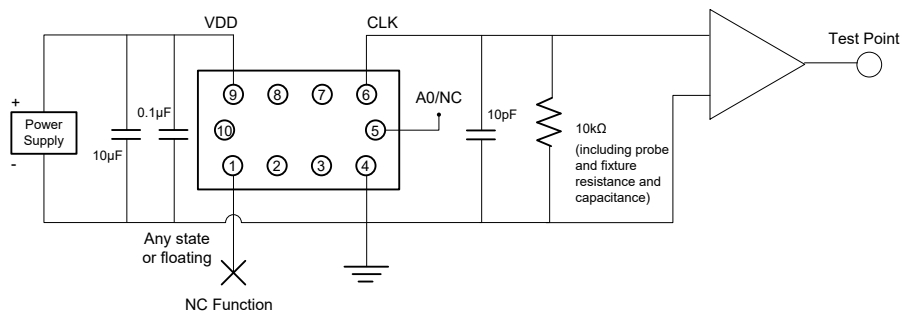 VDD
CLK
Test Point
+
Power
Supply
-
10µF
0.1µF
9
8
7
6
10
5
1
2
3
4
A0/NC
10pF
10kΩ
(including probe
and fixture
resistance and
capacitance)
Any state
or floating
NC Function